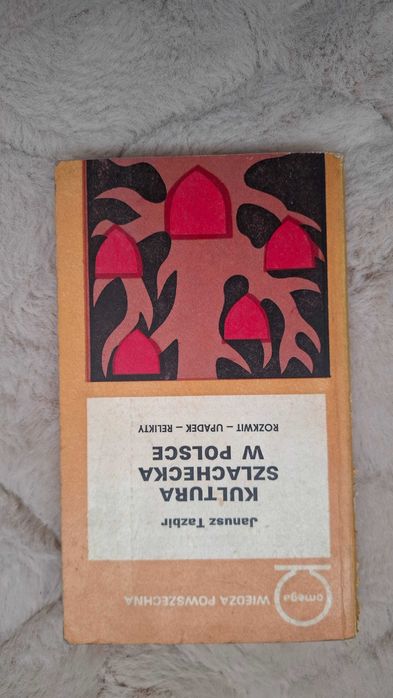 omega
WIEDZA POWSZECHNA
Janusz Tazbir
KULTURA
SZLACHECKA
W POLSCE
ROZKWIT – UPADEK – RELIKTY